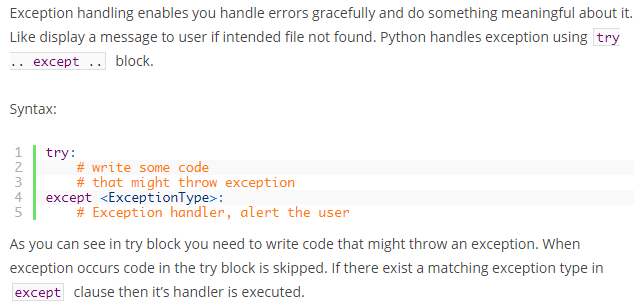 Exception handling enables you handle errors gracefully and do something meaningful about it.
Like display a message to user if intended file not found. Python handles exception using try
.. except .. block.
Syntax:
1 try:
2 # write some code
3 # that might throw exception
4 except <ExceptionType>:
5 # Exception handler, alert the user
As you can see in try block you need to write code that might throw an exception. When
exception occurs code in the try block is skipped. If there exist a matching exception type in
except clause then it's handler is executed.